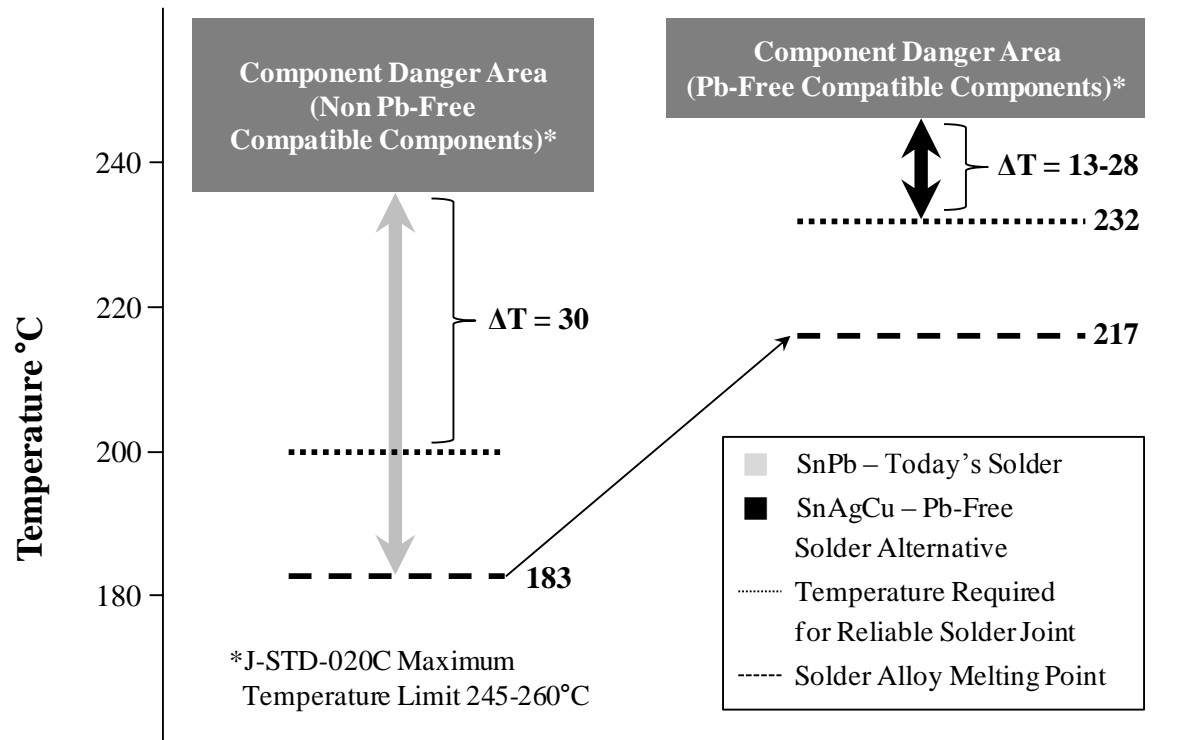 Component Danger Area
(Non Pb-Free
Compatible Components)*
Component Danger Area
(Pb-Free Compatible Components)*
Temperature °C
240
220
200
180
ΔT = 30
183
ΔT = 13-28
232
217
SnPb – Today's Solder
SnAgCu – Pb-Free
Solder Alternative
Temperature Required
for Reliable Solder Joint
Solder Alloy Melting Point
*J-STD-020C Maximum
Temperature Limit 245-260°C